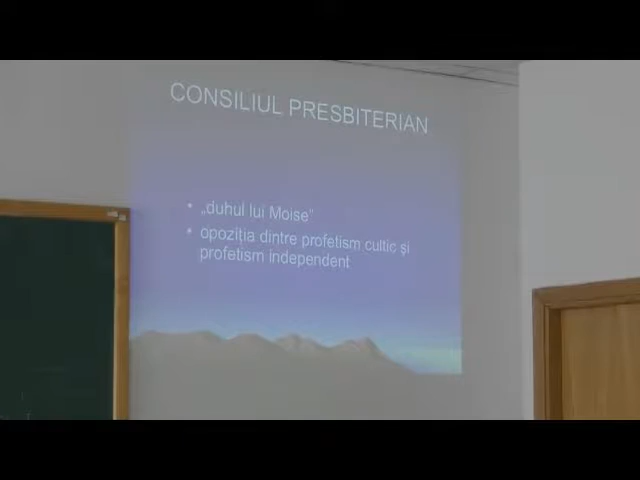 CONSILIUL PRESBITERIAN
• „duhul lui Moise”
• opoziția dintre profetism cultic și
profetism independent